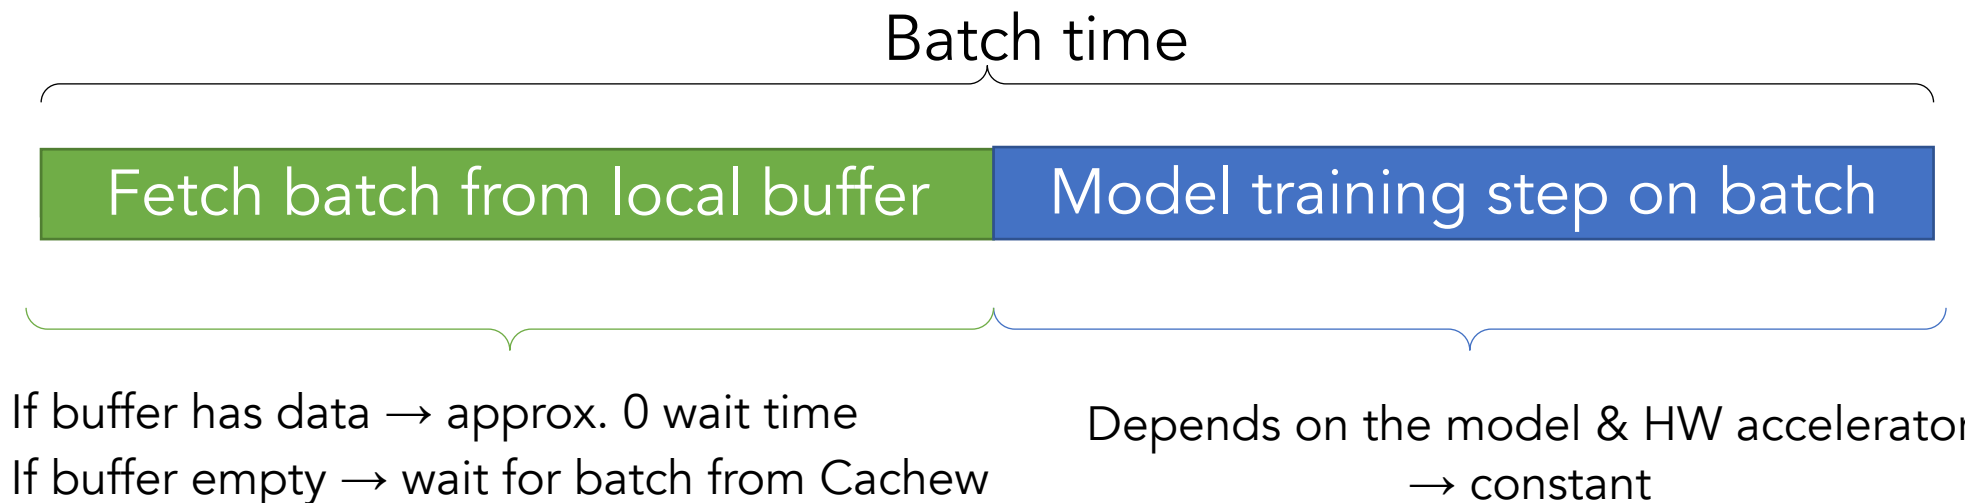 Batch time
Fetch batch from local buffer
Model training step on batch
If buffer has data → approx. 0 wait time
If buffer empty → wait for batch from Cachew
Depends on the model & HW accelerator
→ constant